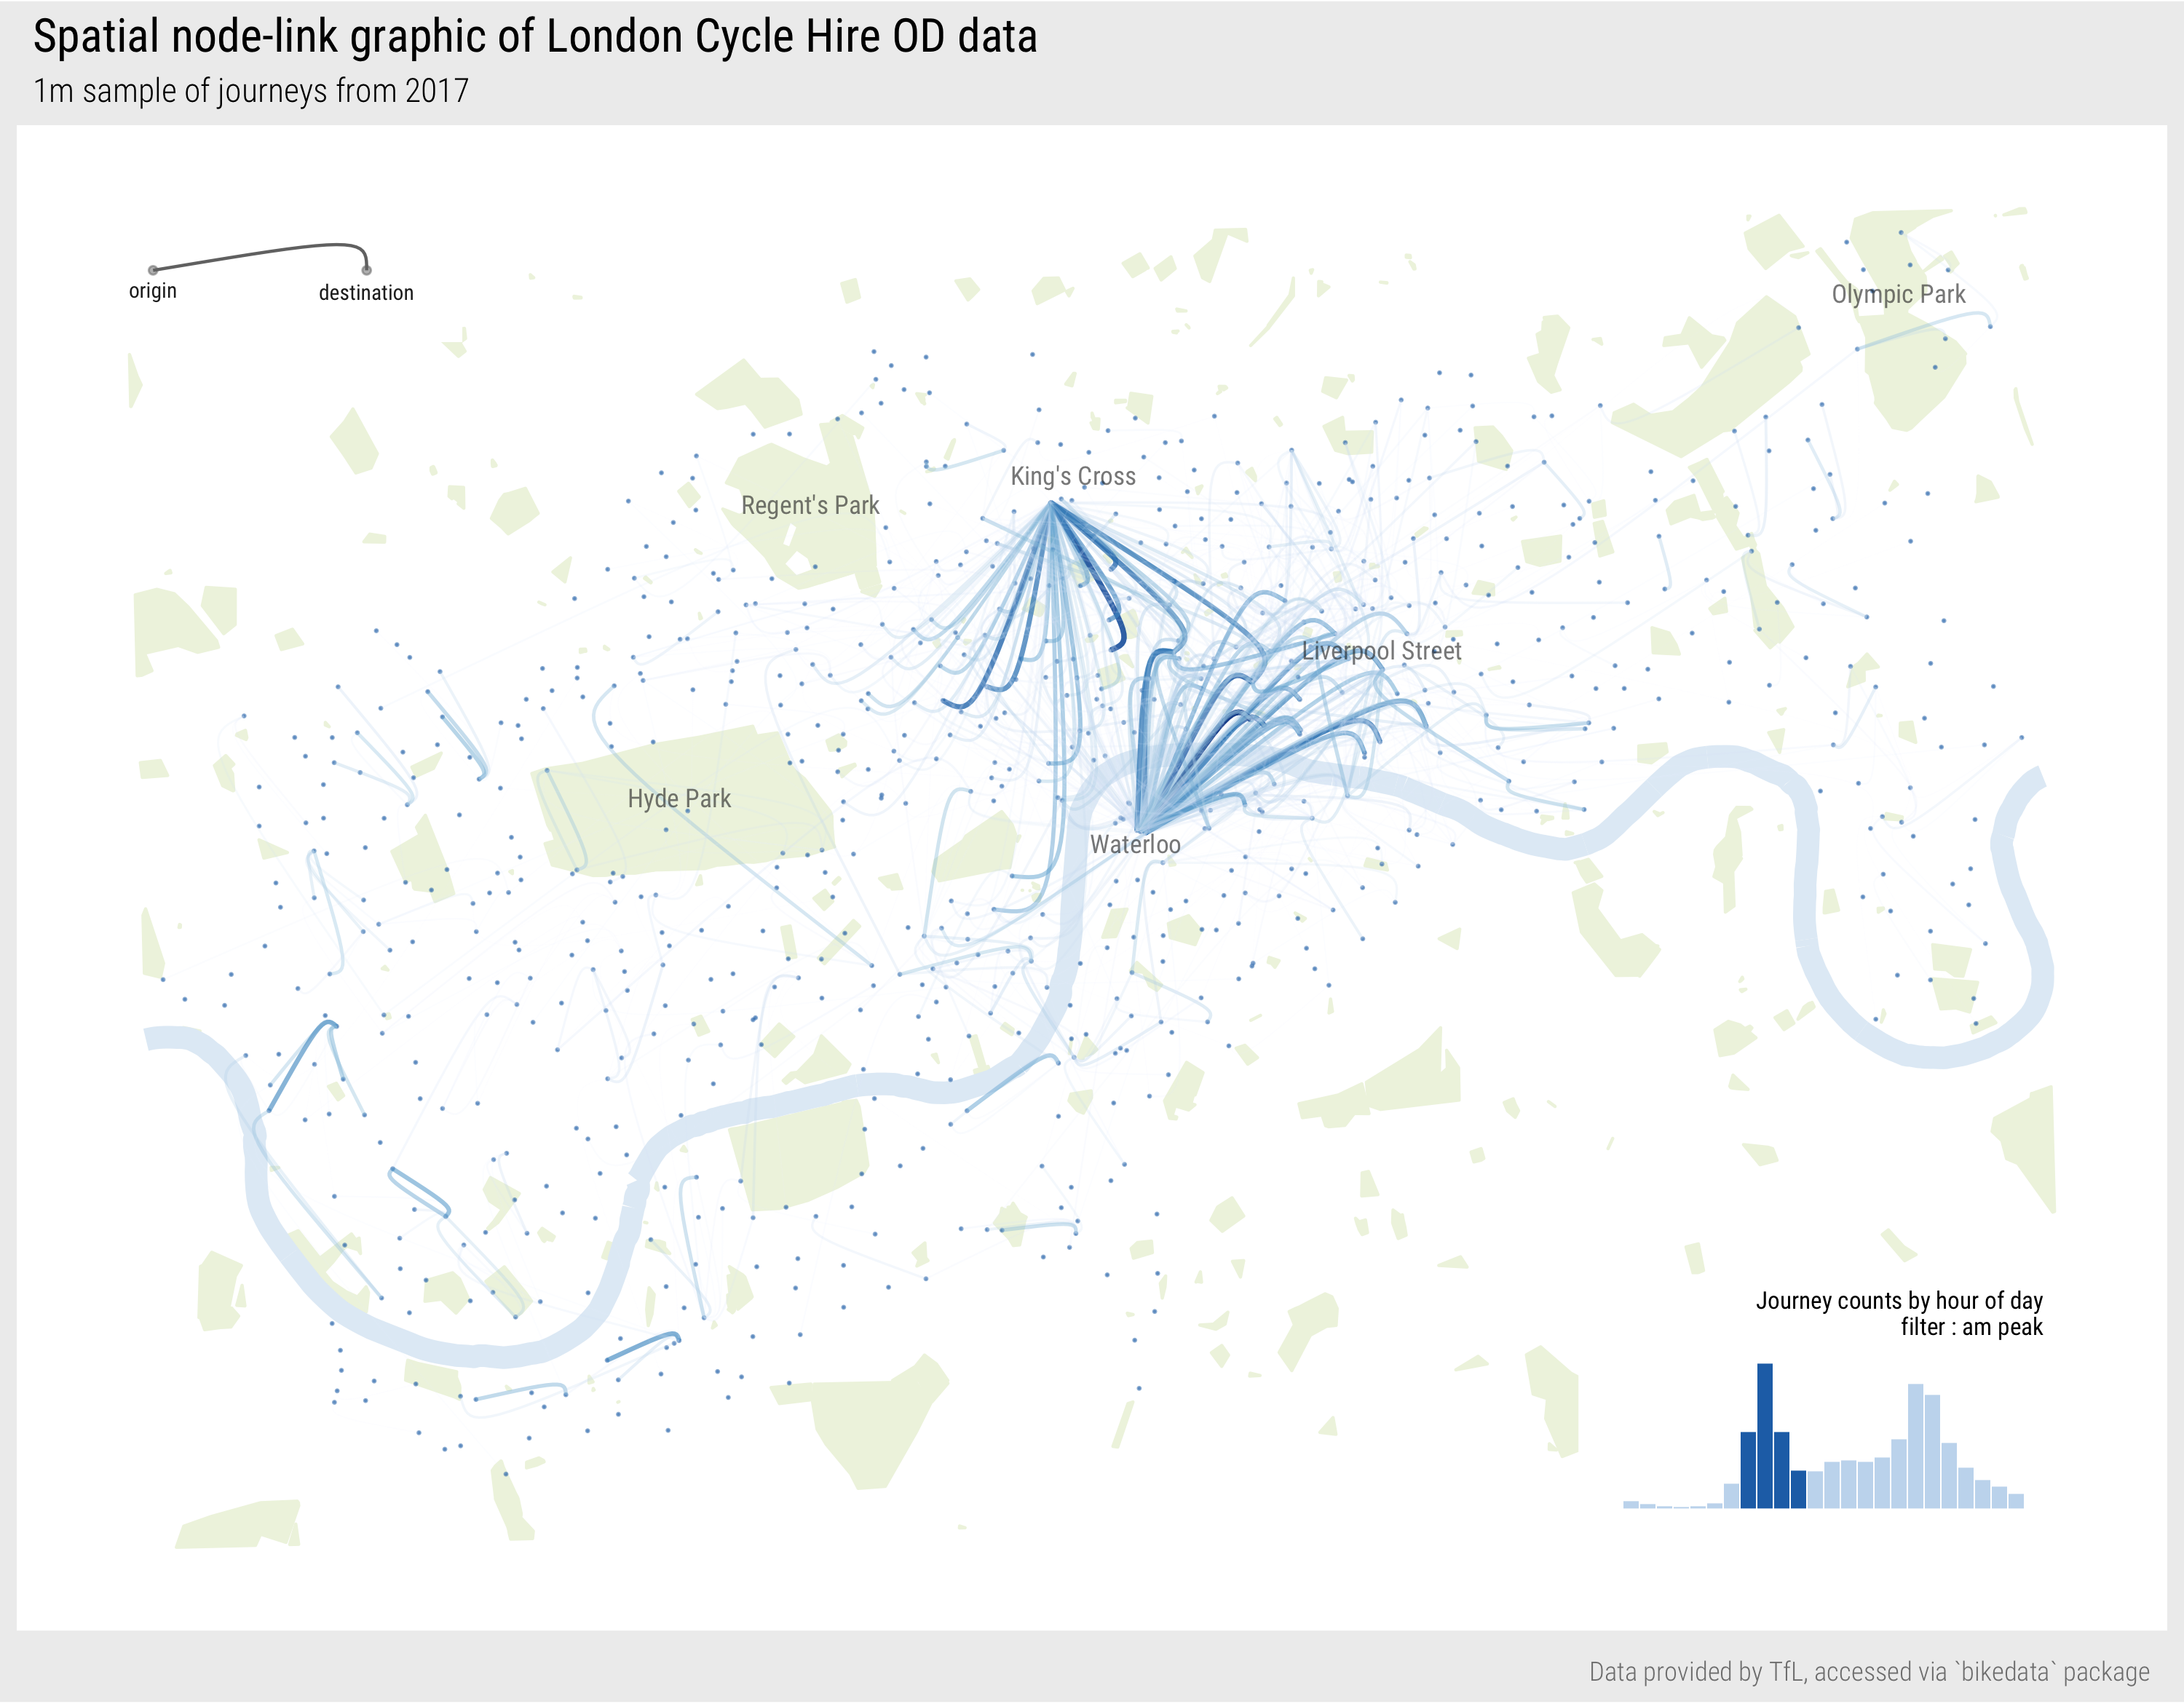 Spatial node-link graphic of London Cycle Hire OD data
1m sample of journeys from 2017
origin
destination
Olympic Park
King's Cross
Regent's Park
Liverpool Street
Hyde Park
Waterloo
Journey counts by hour of day
filter : am peak
Data provided by TfL, accessed via `bikedata` package